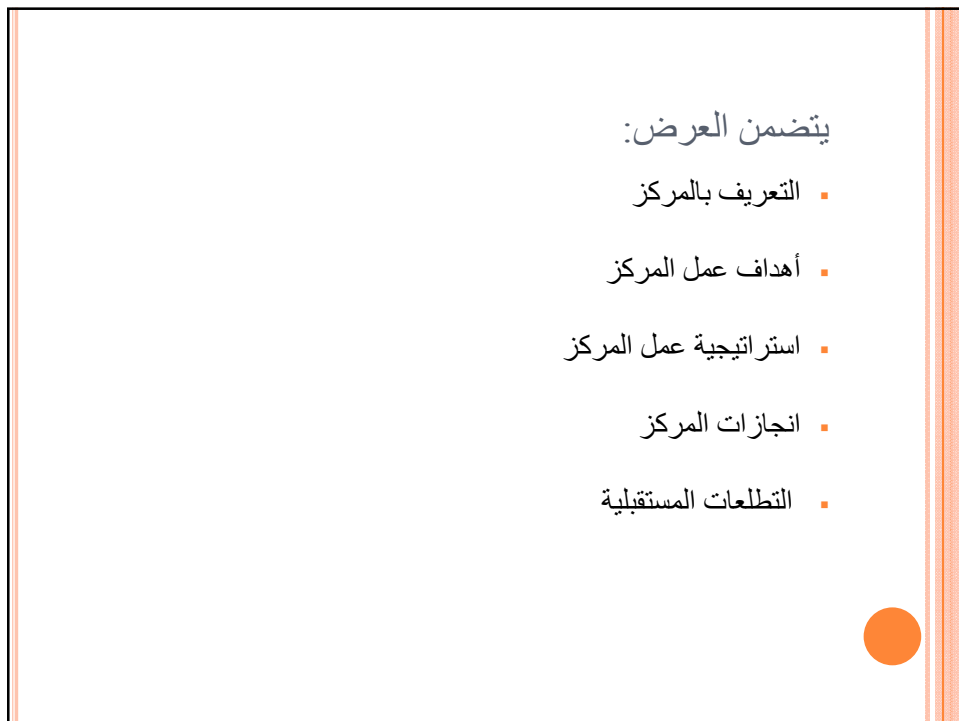 يتضمن العرض:
▪ التعريف بالمركز
▪ أهداف عمل المركز
▪ استراتيجية عمل المركز
▪ انجازات المركز
▪ التطلعات المستقبلية